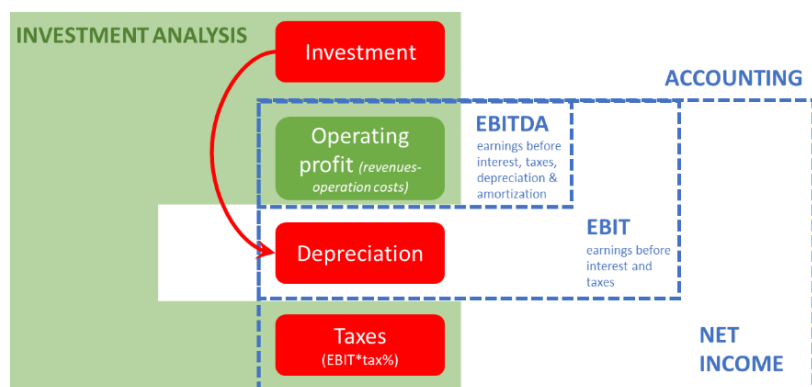 INVESTMENT ANALYSIS
Investment
ACCOUNTING
Operating
profit (revenues-
operation costs)
EBITDA
earnings before
interest, taxes,
depreciation &
amortization
Depreciation
EBIT
earnings before
interest and
taxes
Taxes
(EBIT*tax%)
NET
INCOME